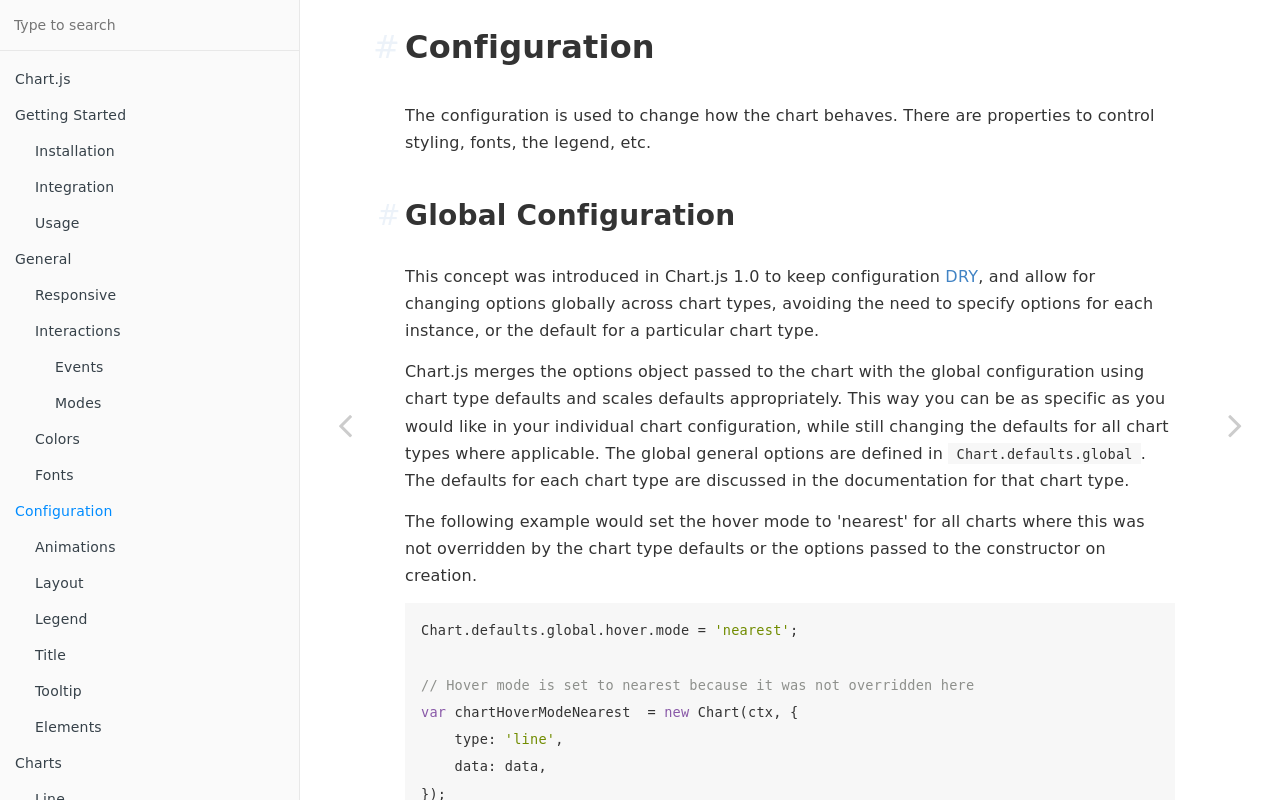 Type to search
Chart.js
Getting Started
Installation
Integration
Usage
General
Responsive
Interactions
Events
Modes
Colors
Fonts
Configuration
Animations
Layout
Legend
Title
Tooltip
Elements
Charts
Line
# Configuration
The configuration is used to change how the chart behaves. There are properties to control
styling, fonts, the legend, etc.
# Global Configuration
This concept was introduced in Chart.js 1.0 to keep configuration DRY, and allow for
changing options globally across chart types, avoiding the need to specify options for each
instance, or the default for a particular chart type.
Chart.js merges the options object passed to the chart with the global configuration using
chart type defaults and scales defaults appropriately. This way you can be as specific as you
would like in your individual chart configuration, while still changing the defaults for all chart
types where applicable. The global general options are defined in Chart.defaults.global.
The defaults for each chart type are discussed in the documentation for that chart type.
The following example would set the hover mode to 'nearest' for all charts where this was
not overridden by the chart type defaults or the options passed to the constructor on
creation.
Chart.defaults.global.hover.mode = 'nearest';
// Hover mode is set to nearest because it was not overridden here
var chartHoverModeNearest  = new Chart(ctx, {
    type: 'line',
    data: data,
});